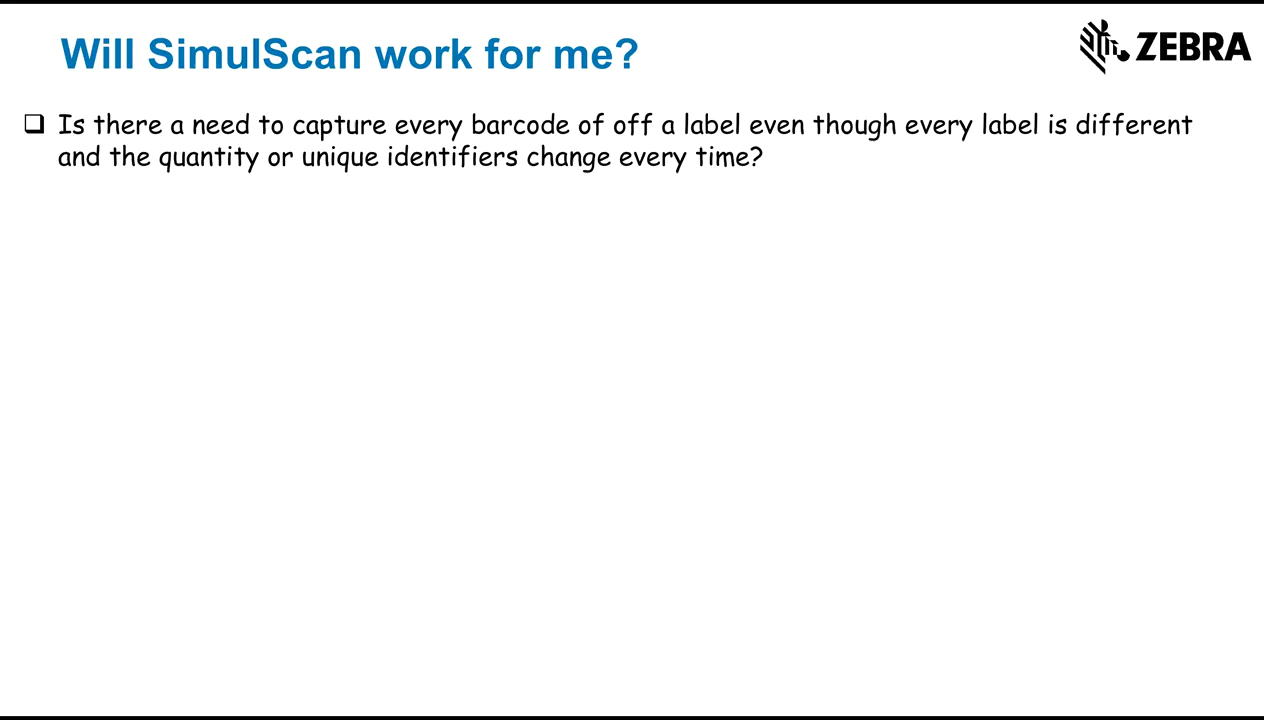 Will SimulScan work for me?
ZEBRA
Is there a need to capture every barcode of off a label even though every label is different
and the quantity or unique identifiers change every time?